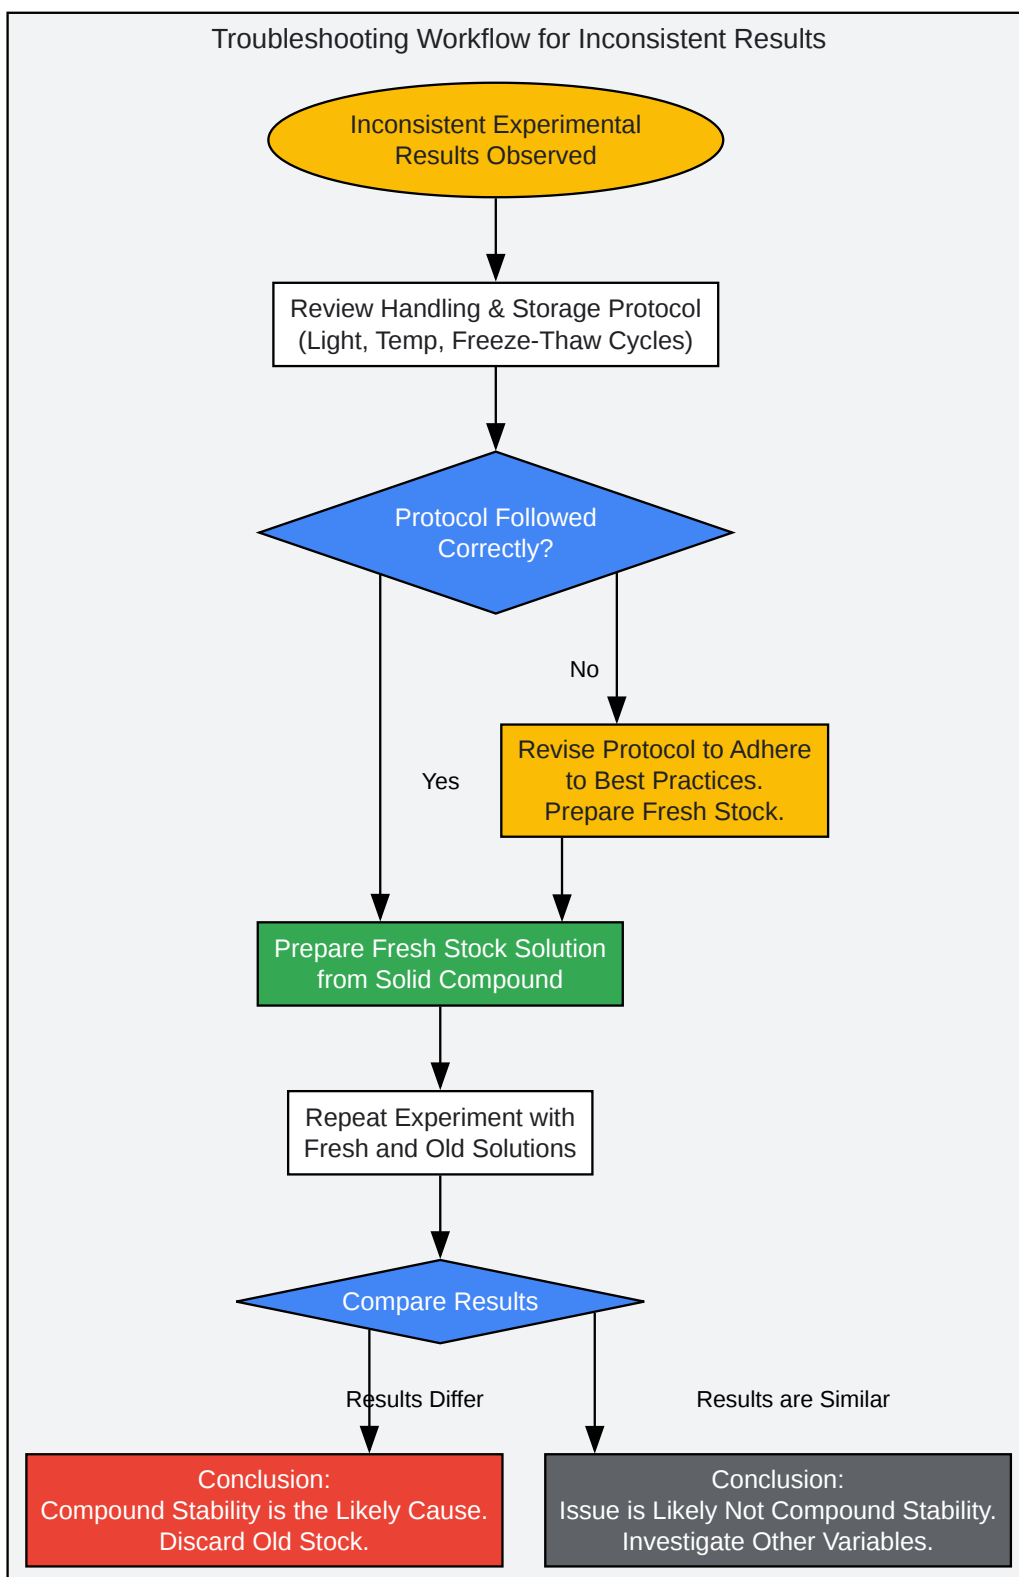 Troubleshooting Workflow for Inconsistent Results
Inconsistent Experimental
Results Observed
Review Handling & Storage Protocol
(Light, Temp, Freeze-Thaw Cycles)
Protocol Followed
Correctly?
No
Revise Protocol to Adhere
to Best Practices.
Prepare Fresh Stock.
Yes
Prepare Fresh Stock Solution
from Solid Compound
Repeat Experiment with
Fresh and Old Solutions
Compare Results
Results Differ
Results are Similar
Conclusion:
Compound Stability is the Likely Cause.
Discard Old Stock.
Conclusion:
Issue is Likely Not Compound Stability.
Investigate Other Variables.